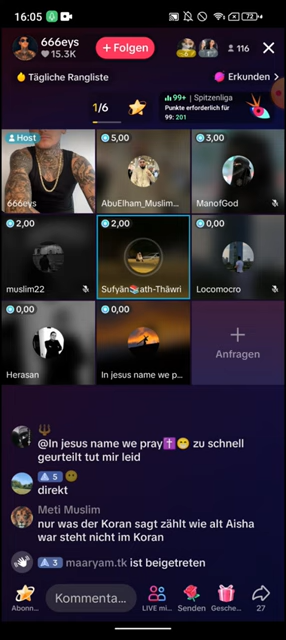 16:05
72
666eys
15.3K
+ Folgen
116
Tägliche Rangliste
Erkunden >
1/6
99+ | Spitzenliga
Punkte erforderlich für
99: 201
Host
666eys
5,00
AbuElham_Muslim...
3,00
ManofGod
2,00
muslim22
2,00
Sufyân📚ath-Thâwri
0,00
Locomocro
0,00
Herasan
0,00
In jesus name we p...
+
Anfragen
🔱
@In jesus name we pray✝️😁 zu schnell
geurteilt tut mir leid
5
direkt
Meti Muslim
nur was der Koran sagt zählt wie alt Aisha
war steht nicht im Koran
3 maaryam.tk ist beigetreten
Abonn...
Kommenta...
LIVE mi...
Senden
Gesche...
27